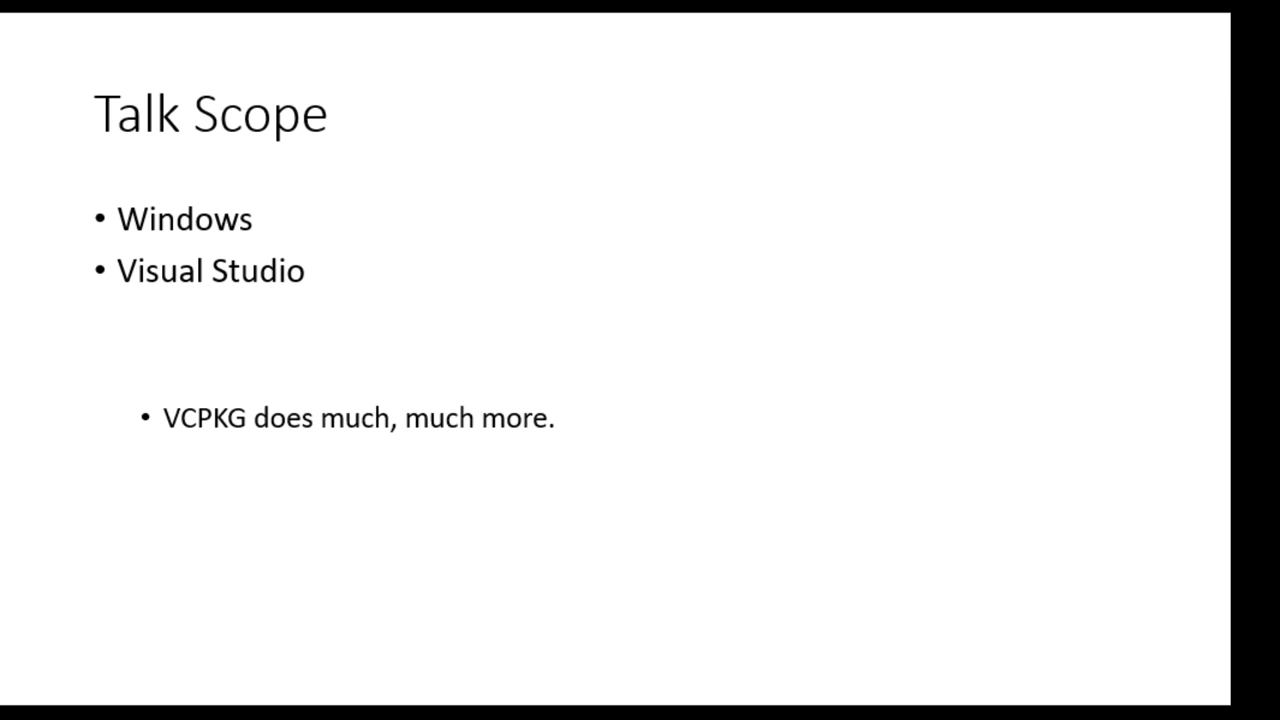 Talk Scope
• Windows
• Visual Studio
• VCPKG does much, much more.